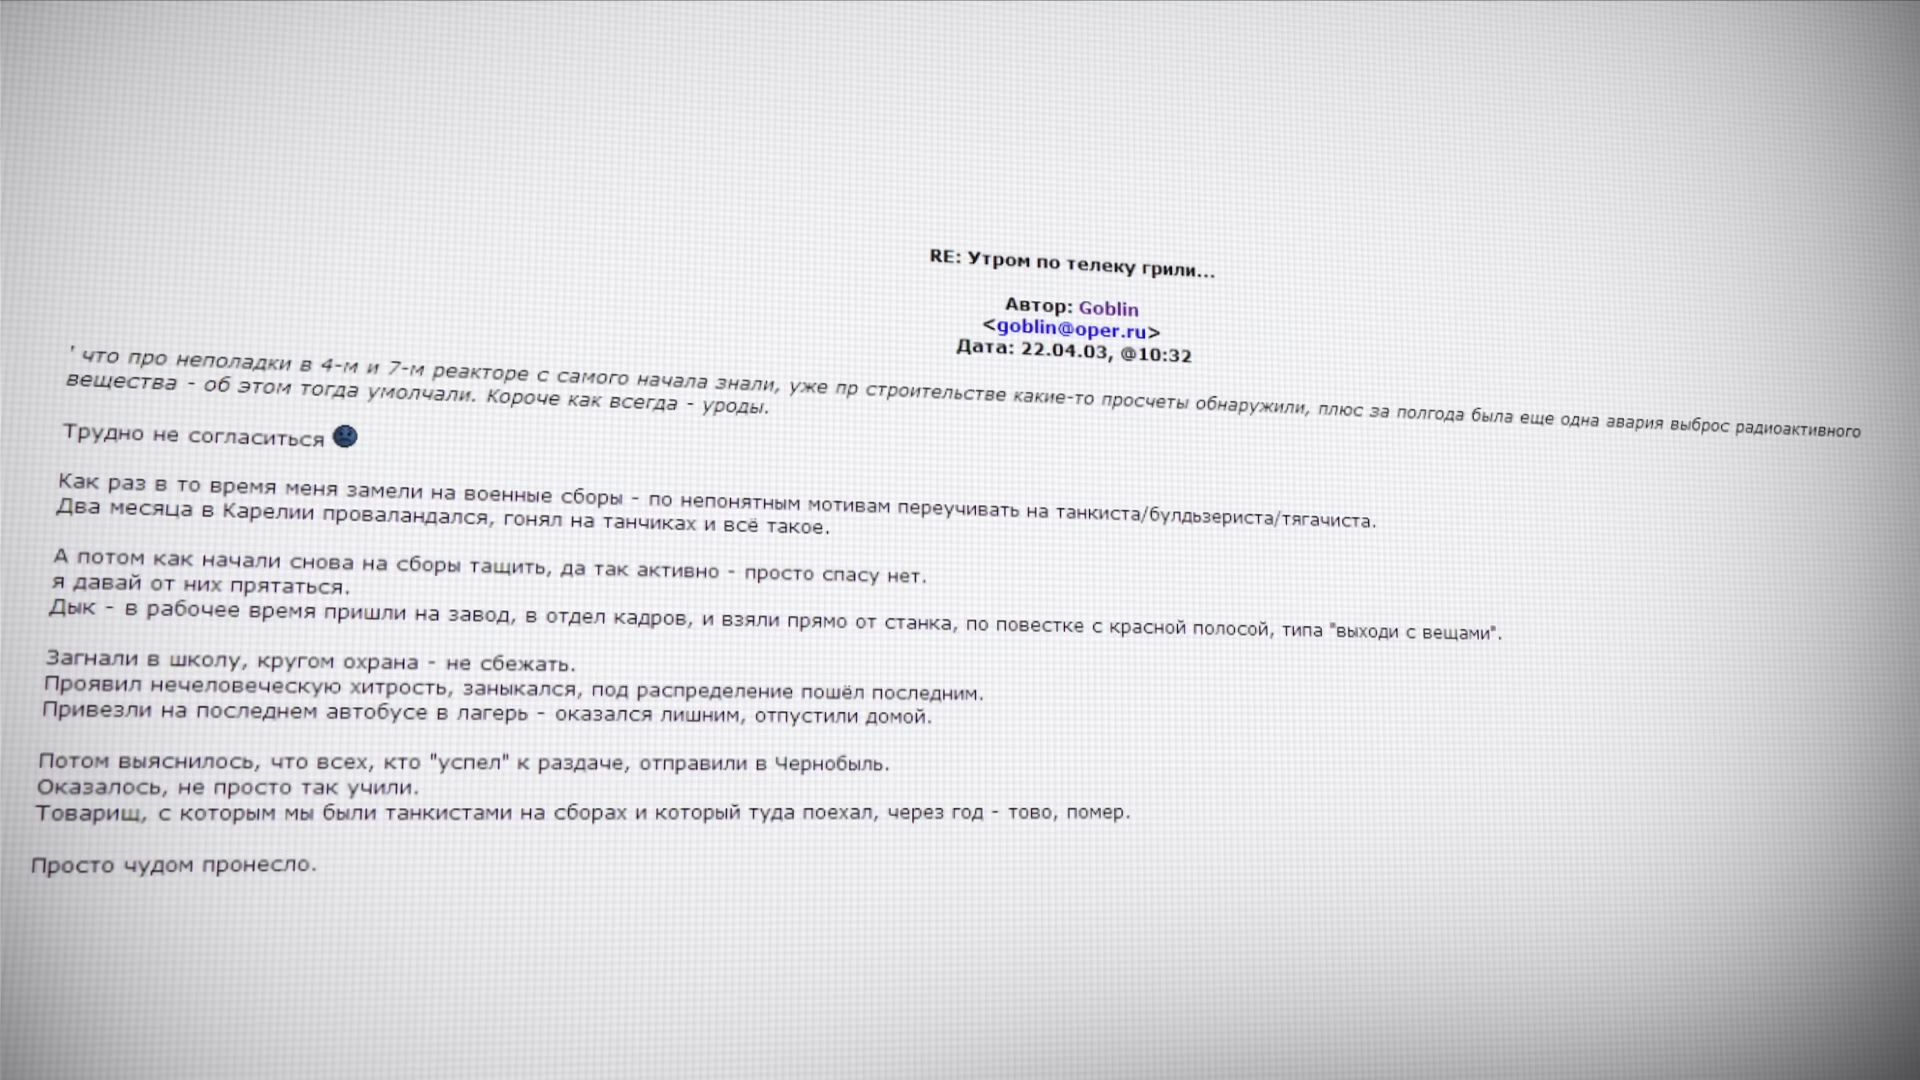 RE: Утром по телеку грили...
Автор: Goblin
<goblin@oper.ru>
Дата: 22.04.03, @10:32
' что про неполадки в 4-м и 7-м реакторе с самого начала знали, уже пр строительстве какие-то просчеты обнаружили, плюс за полгода была еще одна авария выброс радиоактивного
вещества - об этом тогда умолчали. Короче как всегда - уроды.
Трудно не согласиться
Как раз в то время меня замели на военные сборы - по непонятным мотивам переучивать на танкиста/булдьзериста/тягачиста.
Два месяца в Карелии проваландался, гонял на танчиках и всё такое.
А потом как начали снова на сборы тащить, да так активно - просто спасу нет.
я давай от них прятаться.
Дык - в рабочее время пришли на завод, в отдел кадров, и взяли прямо от станка, по повестке с красной полосой, типа "выходи с вещами".
Загнали в школу, кругом охрана - не сбежать.
Проявил нечеловеческую хитрость, заныкался, под распределение пошёл последним.
Привезли на последнем автобусе в лагерь - оказался лишним, отпустили домой.
Потом выяснилось, что всех, кто "успел" к раздаче, отправили в Чернобыль.
Оказалось, не просто так учили.
Товарищ, с которым мы были танкистами на сборах и который туда поехал, через год - тово, помер.
Просто чудом пронесло.